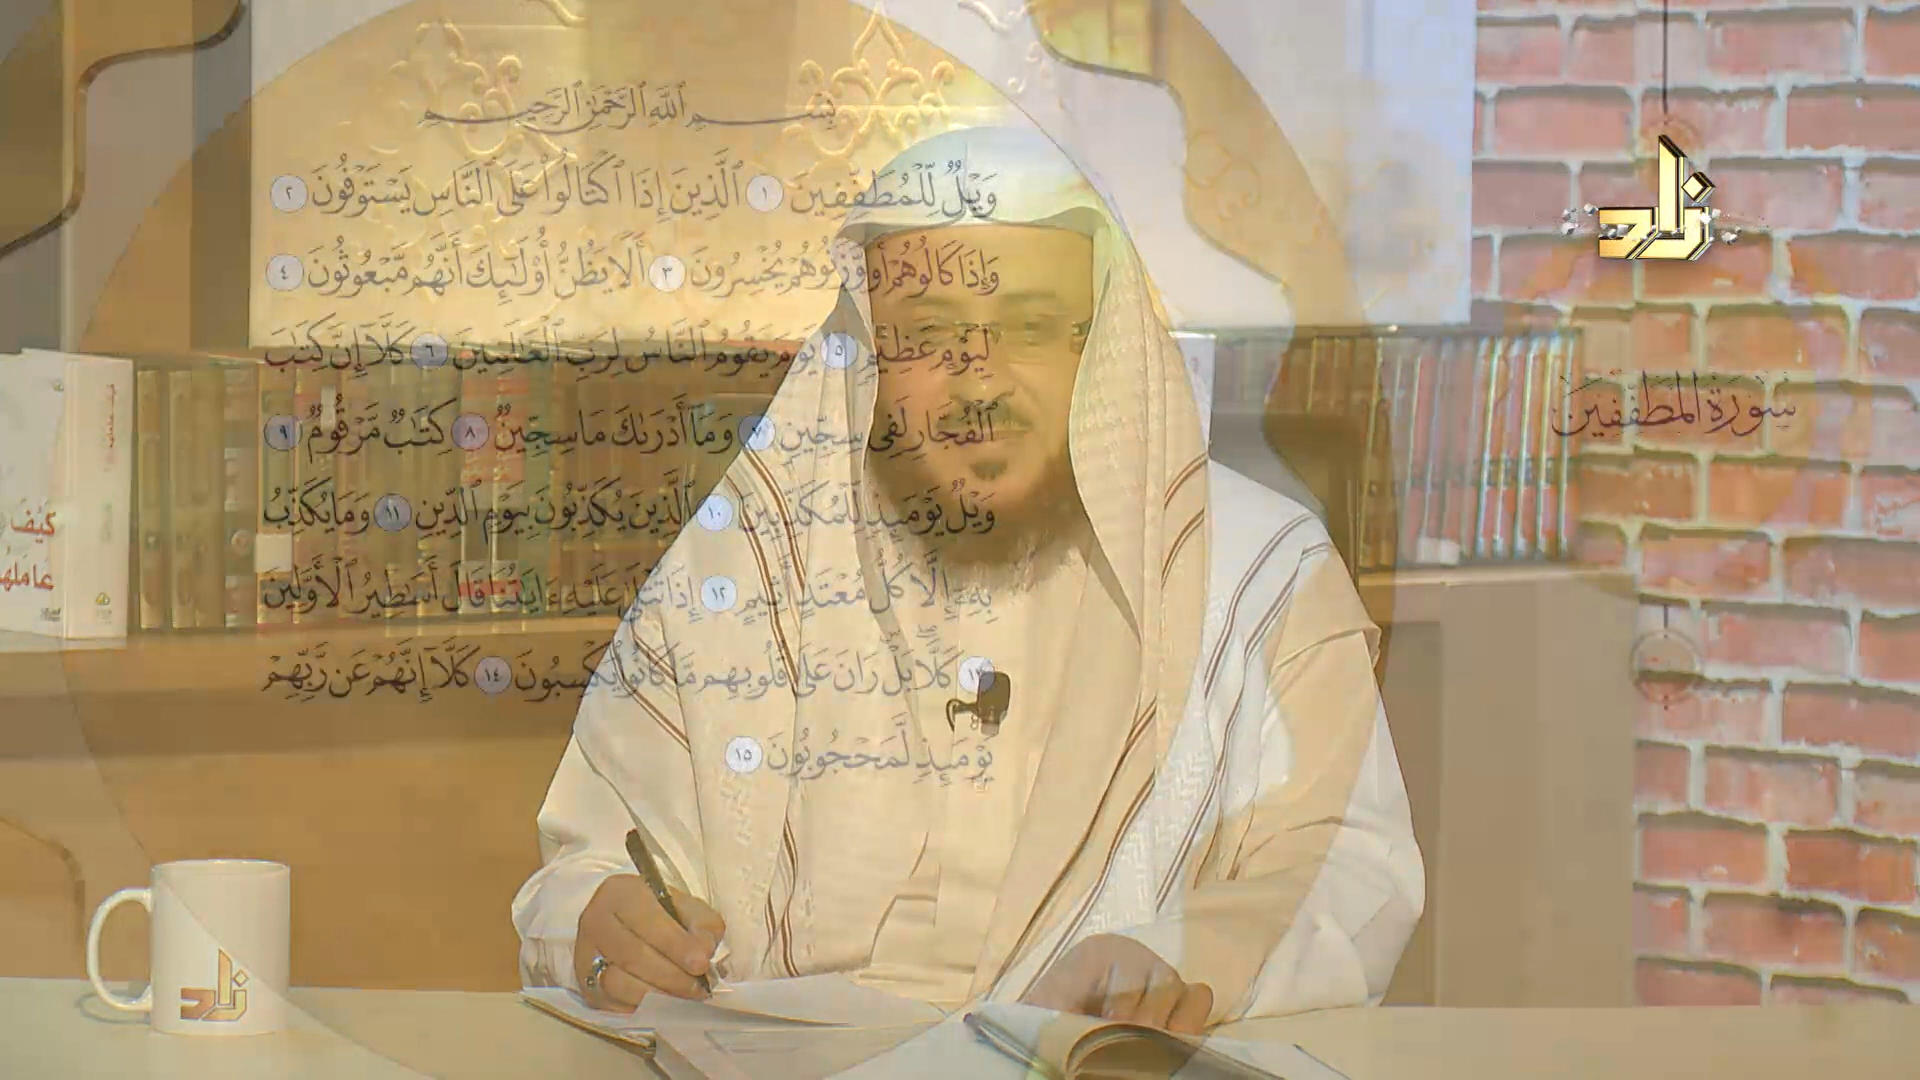 بِسْمِ ٱللَّهِ ٱلرَّحْمَٰنِ ٱلرَّحِيمِ
وَيْلٌ لِّلْمُطَفِّفِينَ ١ ٱلَّذِينَ إِذَا ٱكْتَالُوا۟ عَلَى ٱلنَّاسِ يَسْتَوْفُونَ ٢
وَإِذَا كَالُوهُمْ أَو وَّزَنُوهُمْ يُخْسِرُونَ ٣ أَلَا يَظُنُّ أُو۟لَٰٓئِكَ أَنَّهُم مَّبْعُوثُونَ ٤
لِيَوْمٍ عَظِيمٍ ٥ يَوْمَ يَقُومُ ٱلنَّاسُ لِرَبِّ ٱلْعَٰلَمِينَ ٦ كَلَّآ إِنَّ كِتَٰبَ
ٱلْفُجَّارِ لَفِى سِجِّينٍ ٧ وَمَآ أَدْرَىٰكَ مَا سِجِّينٌ ٨ كِتَٰبٌ مَّرْقُومٌ ٩
وَيْلٌ يَوْمَئِذٍ لِّلْمُكَذِّبِينَ ١٠ ٱلَّذِينَ يُكَذِّبُونَ بِيَوْمِ ٱلدِّينِ ١١ وَمَا يُكَذِّبُ
بِهِۦٓ إِلَّا كُلُّ مُعْتَدٍ أَثِيمٍ ١٢ إِذَا تُتْلَىٰ عَلَيْهِ ءَايَٰتُنَا قَالَ أَسَٰطِيرُ ٱلْأَوَّلِينَ
١٣ كَلَّا بَلْ رَانَ عَلَىٰ قُلُوبِهِم مَّا كَانُوا۟ يَكْسِبُونَ ١٤ كَلَّآ إِنَّهُمْ عَن رَّبِّهِمْ
يَوْمَئِذٍ لَّمَحْجُوبُونَ ١٥
زاد
سُورَةُ المُطَفِّفِينَ
كيف
عاملهم
زاد